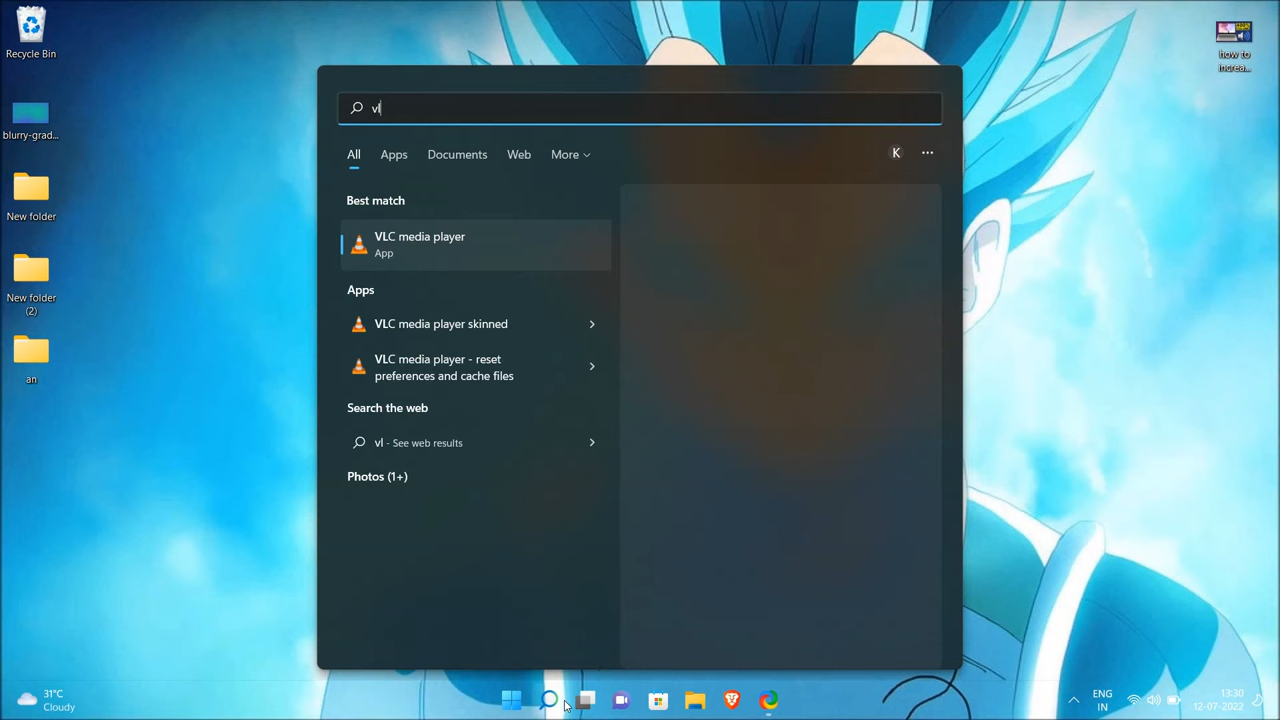 Recycle Bin
blurry-grad...
New folder
New folder
(2)
an
how to
increa...
vl
All
Apps
Documents
Web
More
K
Best match
VLC media player
App
Apps
VLC media player skinned
VLC media player - reset
preferences and cache files
Search the web
vl - See web results
Photos (1+)
31°C
Cloudy
ENG
IN
13:30
12-07-2022